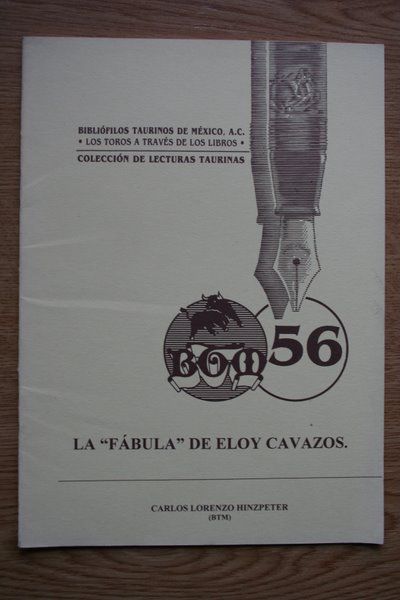 BIBLIÓFILOS TAURINOS DE MÉXICO, A.C.
• LOS TOROS A TRAVÉS DE LOS LIBROS •
COLECCIÓN DE LECTURAS TAURINAS
BTM
56
LA "FÁBULA" DE ELOY CAVAZOS.
CARLOS LORENZO HINZPETER
(BTM)